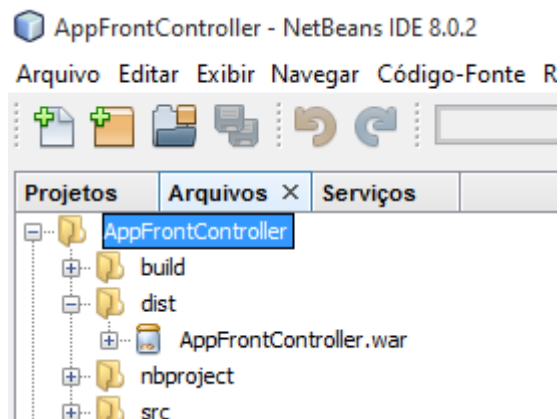 AppFrontController - NetBeans IDE 8.0.2
Arquivo Editar Exibir Navegar Código-Fonte R
Projetos Arquivos × Serviços
AppFrontController
build
dist
AppFrontController.war
nbproject
src